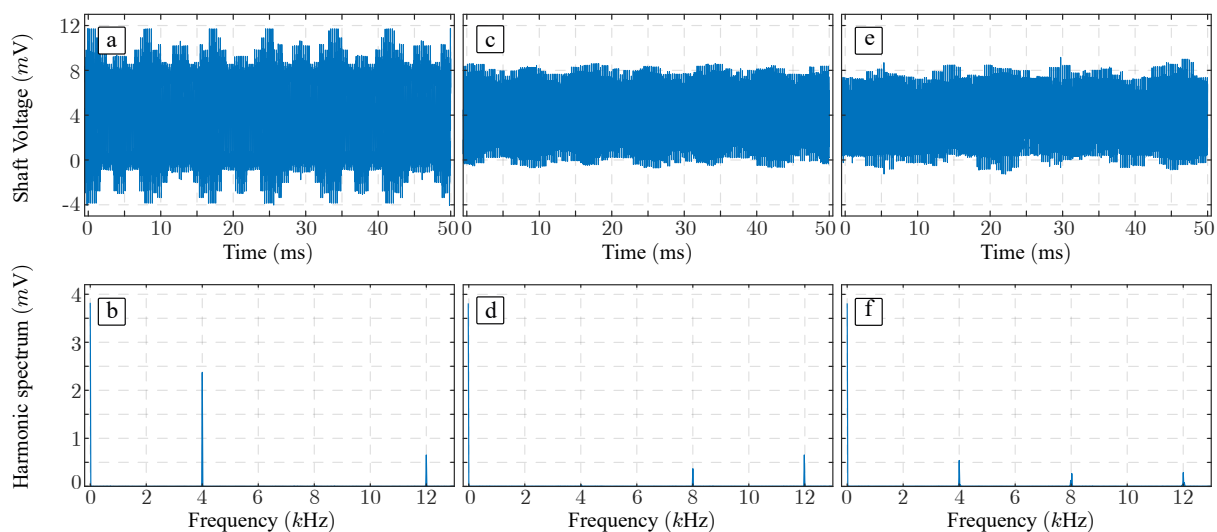 Shaft Voltage (mV)
12
8
4
0
-4
a
c
e
0 10 20 30 40 50
0 10 20 30 40 50
0 10 20 30 40 50
Time (ms)
Time (ms)
Time (ms)
Harmonic spectrum (mV)
4
3
2
1
0
b
d
f
0 2 4 6 8 10 12
0 2 4 6 8 10 12
0 2 4 6 8 10 12
Frequency (kHz)
Frequency (kHz)
Frequency (kHz)